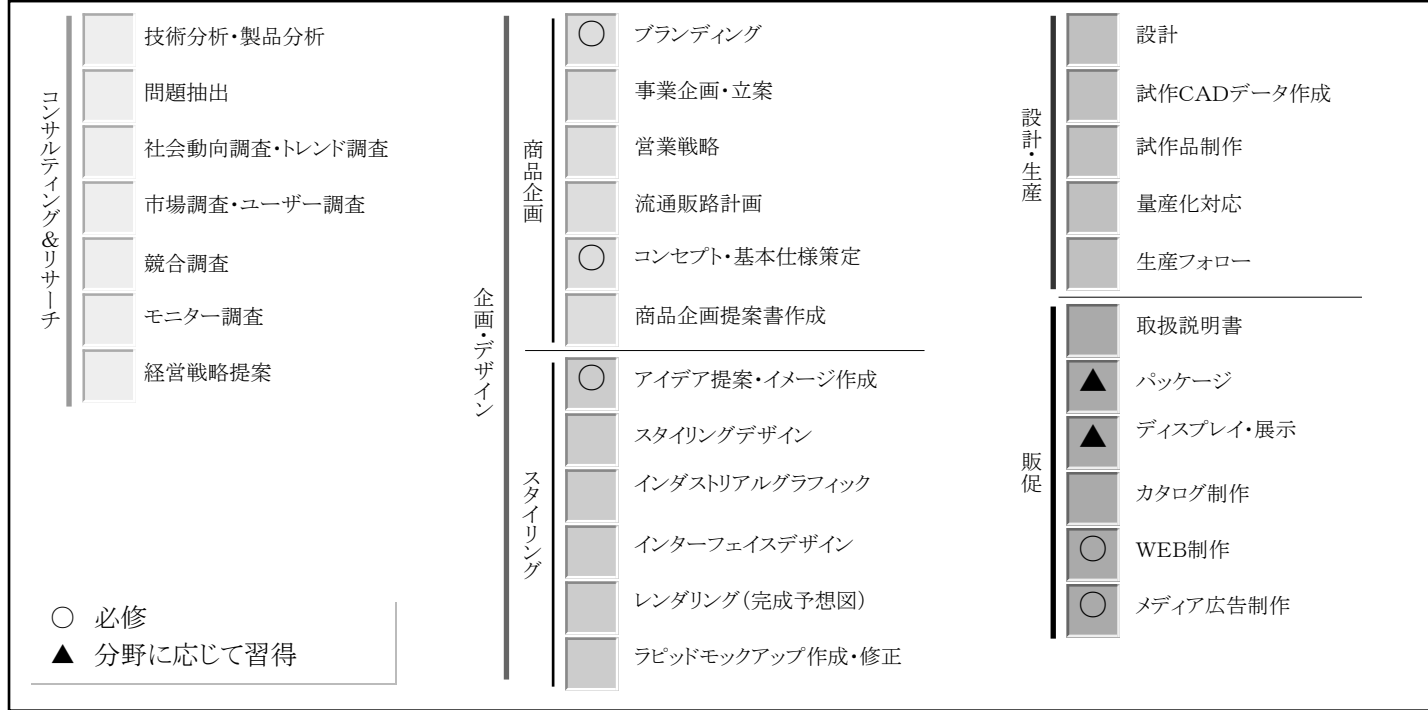 コンサルティング&リサーチ
技術分析・製品分析
問題抽出
社会動向調査・トレンド調査
市場調査・ユーザー調査
競合調査
モニター調査
経営戦略提案
企画・デザイン
商品企画
○ ブランディング
事業企画・立案
営業戦略
流通販路計画
○ コンセプト・基本仕様策定
商品企画提案書作成
スタイリング
○ アイデア提案・イメージ作成
スタイリングデザイン
インダストリアルグラフィック
インターフェイスデザイン
レンダリング(完成予想図)
ラピッドモックアップ作成・修正
設計・生産
設計
試作CADデータ作成
試作品制作
量産化対応
生産フォロー
販促
取扱説明書
▲ パッケージ
▲ ディスプレイ・展示
カタログ制作
○ WEB制作
○ メディア広告制作
○ 必修
▲ 分野に応じて習得